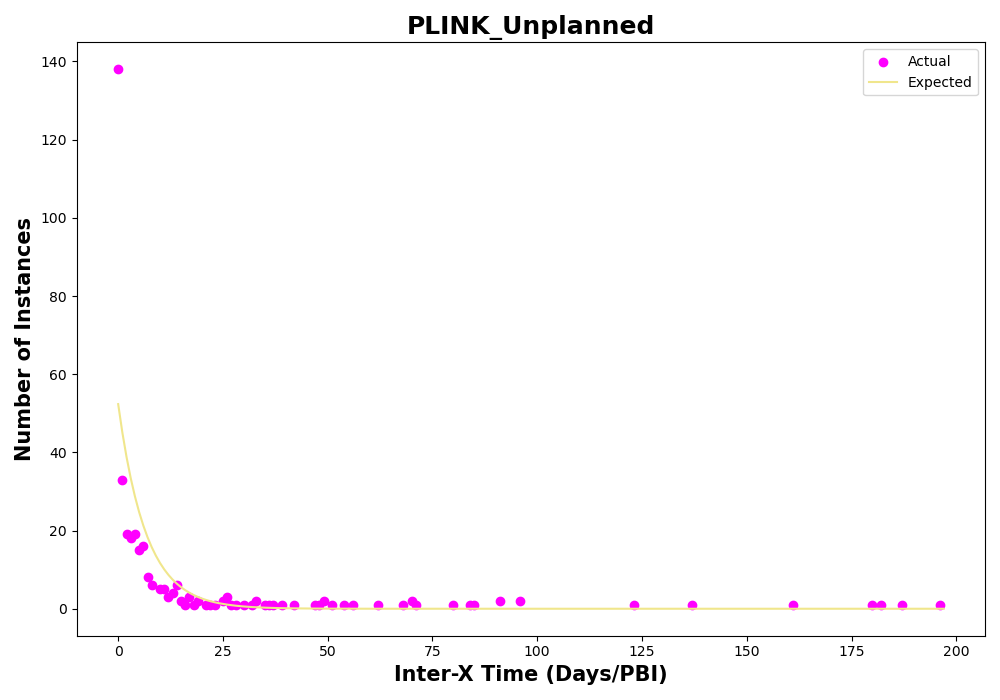 PLINK_Unplanned
Actual
Expected
Number of Instances
140
120
100
80
60
40
20
0
0 25 50 75 100 125 150 175 200
Inter-X Time (Days/PBI)